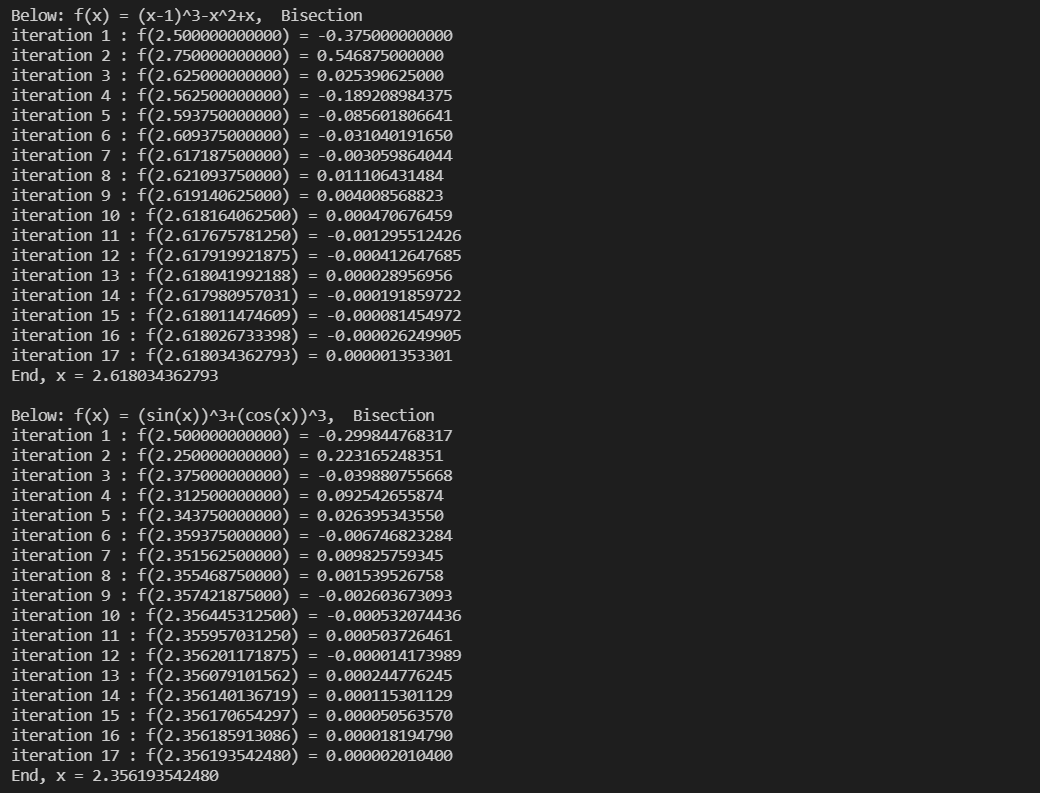 Below: f(x) = (x-1)^3-x^2+x,  Bisection
iteration 1 : f(2.500000000000) = -0.375000000000
iteration 2 : f(2.750000000000) = 0.546875000000
iteration 3 : f(2.625000000000) = 0.025390625000
iteration 4 : f(2.562500000000) = -0.189208984375
iteration 5 : f(2.593750000000) = -0.085601806641
iteration 6 : f(2.609375000000) = -0.031040191650
iteration 7 : f(2.617187500000) = -0.003059864044
iteration 8 : f(2.621093750000) = 0.011106431484
iteration 9 : f(2.619140625000) = 0.004008568823
iteration 10 : f(2.618164062500) = 0.000470676459
iteration 11 : f(2.617675781250) = -0.001295512426
iteration 12 : f(2.617919921875) = -0.000412647685
iteration 13 : f(2.618041992188) = 0.000028956956
iteration 14 : f(2.617980957031) = -0.000191859722
iteration 15 : f(2.618011474609) = -0.000081454972
iteration 16 : f(2.618026733398) = -0.000026249905
iteration 17 : f(2.618034362793) = 0.000001353301
End, x = 2.618034362793
Below: f(x) = (sin(x))^3+(cos(x))^3,  Bisection
iteration 1 : f(2.500000000000) = -0.299844768317
iteration 2 : f(2.250000000000) = 0.223165248351
iteration 3 : f(2.375000000000) = -0.039880755668
iteration 4 : f(2.312500000000) = 0.092542655874
iteration 5 : f(2.343750000000) = 0.026395343550
iteration 6 : f(2.359375000000) = -0.006746823284
iteration 7 : f(2.351562500000) = 0.009825759345
iteration 8 : f(2.355468750000) = 0.001539526758
iteration 9 : f(2.357421875000) = -0.002603673093
iteration 10 : f(2.356445312500) = -0.000532074436
iteration 11 : f(2.355957031250) = 0.000503726461
iteration 12 : f(2.356201171875) = -0.000014173989
iteration 13 : f(2.356079101562) = 0.000244776245
iteration 14 : f(2.356140136719) = 0.000115301129
iteration 15 : f(2.356170654297) = 0.000050563570
iteration 16 : f(2.356185913086) = 0.000018194790
iteration 17 : f(2.356193542480) = 0.000002010400
End, x = 2.356193542480